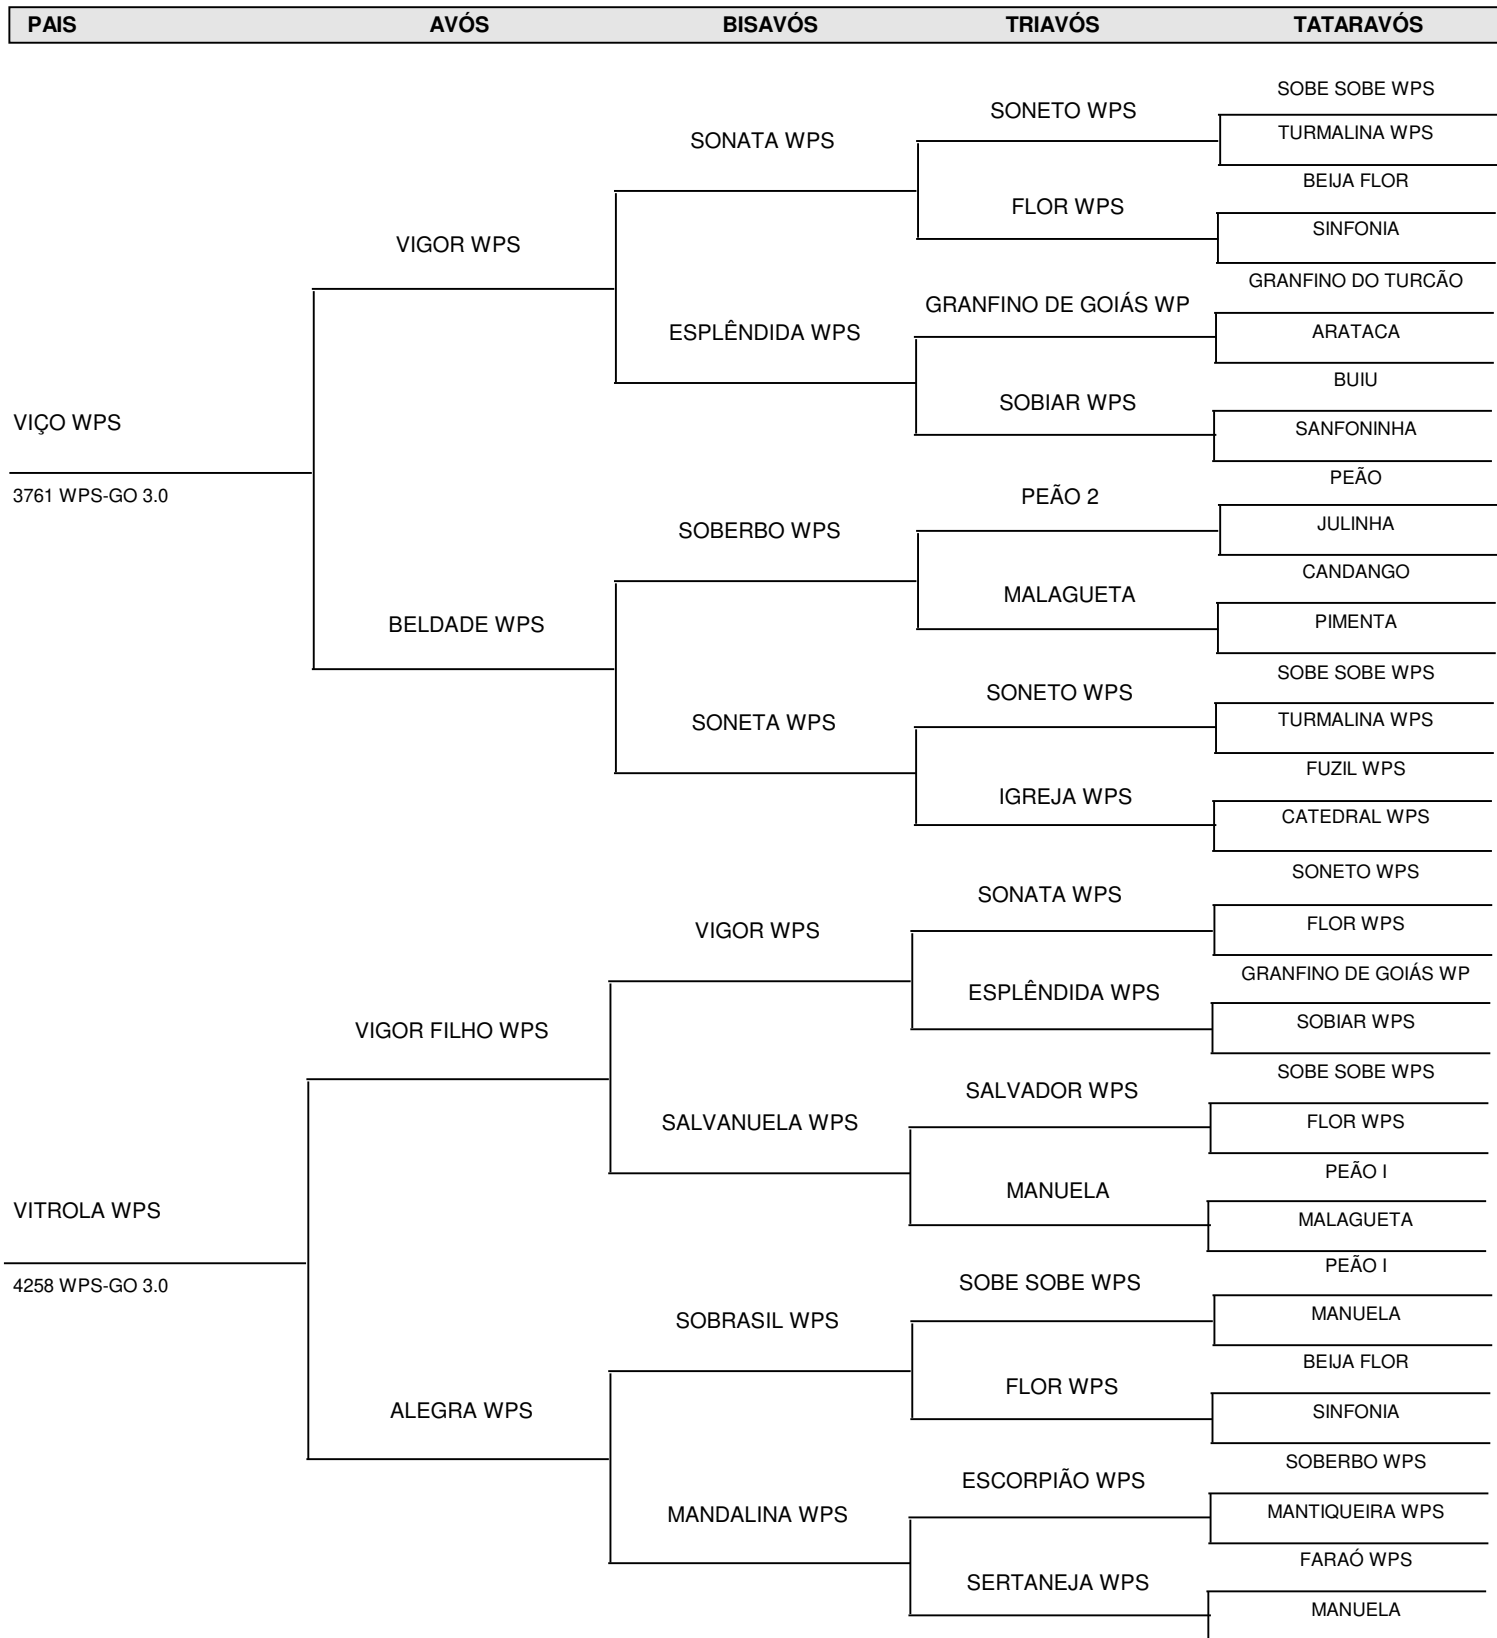 PAIS AVÓS BISAVÓS TRIAVÓS TATARAVÓS
SOBE SOBE WPS
SONETO WPS
TURMALINA WPS
SONATA WPS
BEIJA FLOR
FLOR WPS
SINFONIA
VIGOR WPS
GRANFINO DO TURCÃO
GRANFINO DE GOIÁS WP
ARATACA
ESPLÊNDIDA WPS
BUIU
SOBIAR WPS
VIÇO WPS
SANFONINHA
PEÃO
3761 WPS-GO 3.0
PEÃO 2
JULINHA
SOBERBO WPS
CANDANGO
MALAGUETA
PIMENTA
BELDADE WPS
SOBE SOBE WPS
SONETO WPS
TURMALINA WPS
SONETA WPS
FUZIL WPS
IGREJA WPS
CATEDRAL WPS
SONETO WPS
SONATA WPS
FLOR WPS
VIGOR WPS
GRANFINO DE GOIÁS WP
ESPLÊNDIDA WPS
SOBIAR WPS
VIGOR FILHO WPS
SOBE SOBE WPS
SALVADOR WPS
FLOR WPS
SALVANUELA WPS
PEÃO I
MANUELA
VITROLA WPS
MALAGUETA
PEÃO I
4258 WPS-GO 3.0
SOBE SOBE WPS
MANUELA
SOBRASIL WPS
BEIJA FLOR
FLOR WPS
SINFONIA
ALEGRA WPS
SOBERBO WPS
ESCORPIÃO WPS
MANTIQUEIRA WPS
MANDALINA WPS
FARAÓ WPS
SERTANEJA WPS
MANUELA